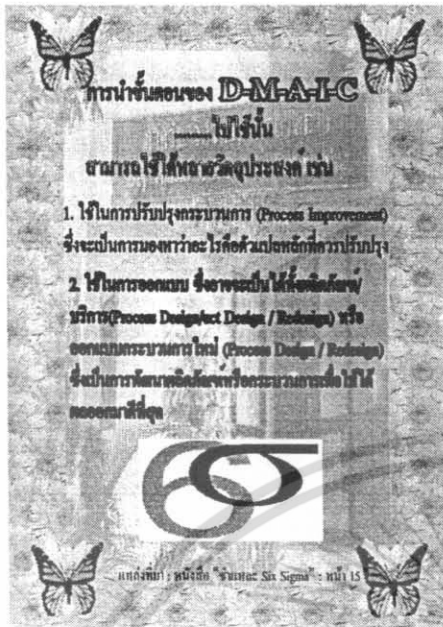 การนำขั้นตอนของ D-M-A-I-C
........ไปใช้นั้น
สามารถใช้ได้หลายวัตถุประสงค์ เช่น
1. ใช้ในการปรับปรุงกระบวนการ (Process Improvement)
ซึ่งจะเป็นการมองหาว่าอะไรคือตัวแปรหลักที่ควรปรับปรุง
2. ใช้ในการออกแบบ ซึ่งอาจจะเป็นได้ทั้งผลิตภัณฑ์/
บริการ(Process Design/uct Design / Redesign) หรือ
ออกแบบกระบวนการใหม่ (Process Design / Redesign)
ซึ่งเป็นการพัฒนาผลิตภัณฑ์หรือกระบวนการเพื่อให้ได้
ผลออกมาดีที่สุด
6σ
แหล่งที่มา : หนังสือ "ชำแหละ Six Sigma" : หน้า 15